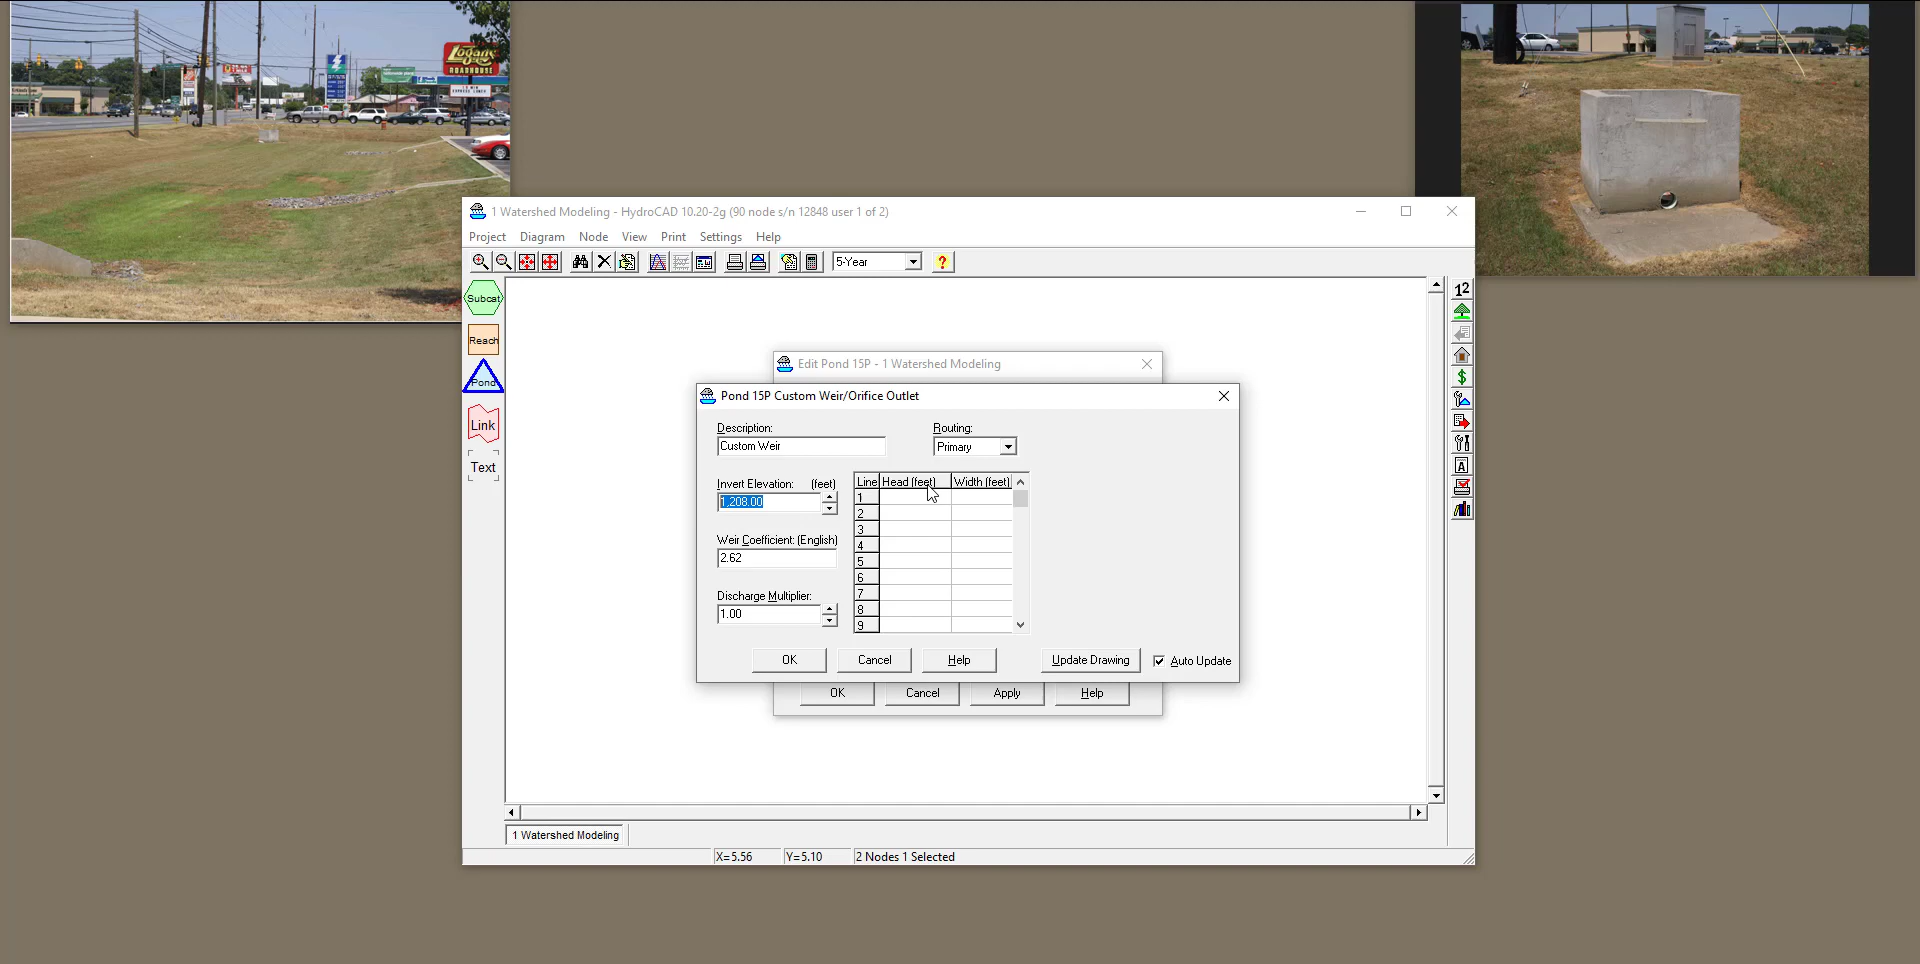 Logan's
ROADHOUSE
1 Watershed Modeling - HydroCAD 10.20-2g (90 node s/n 12848 user 1 of 2)
Project Diagram Node View Print Settings Help
5-Year
?
Subcat
Reach
Pond
Link
Text
12
$
A
Edit Pond 15P - 1 Watershed Modeling
Pond 15P Custom Weir/Orifice Outlet
Description: Routing:
Custom Weir Primary
Invert Elevation: (feet)
1,208.00
Weir Coefficient: (English)
2.62
Discharge Multiplier:
1.00
Line Head (feet) Width (feet)
1
2
3
4
5
6
7
8
9
OK Cancel Help Update Drawing Auto Update
OK Cancel Apply Help
1 Watershed Modeling
X=5.56 Y=5.10 2 Nodes 1 Selected